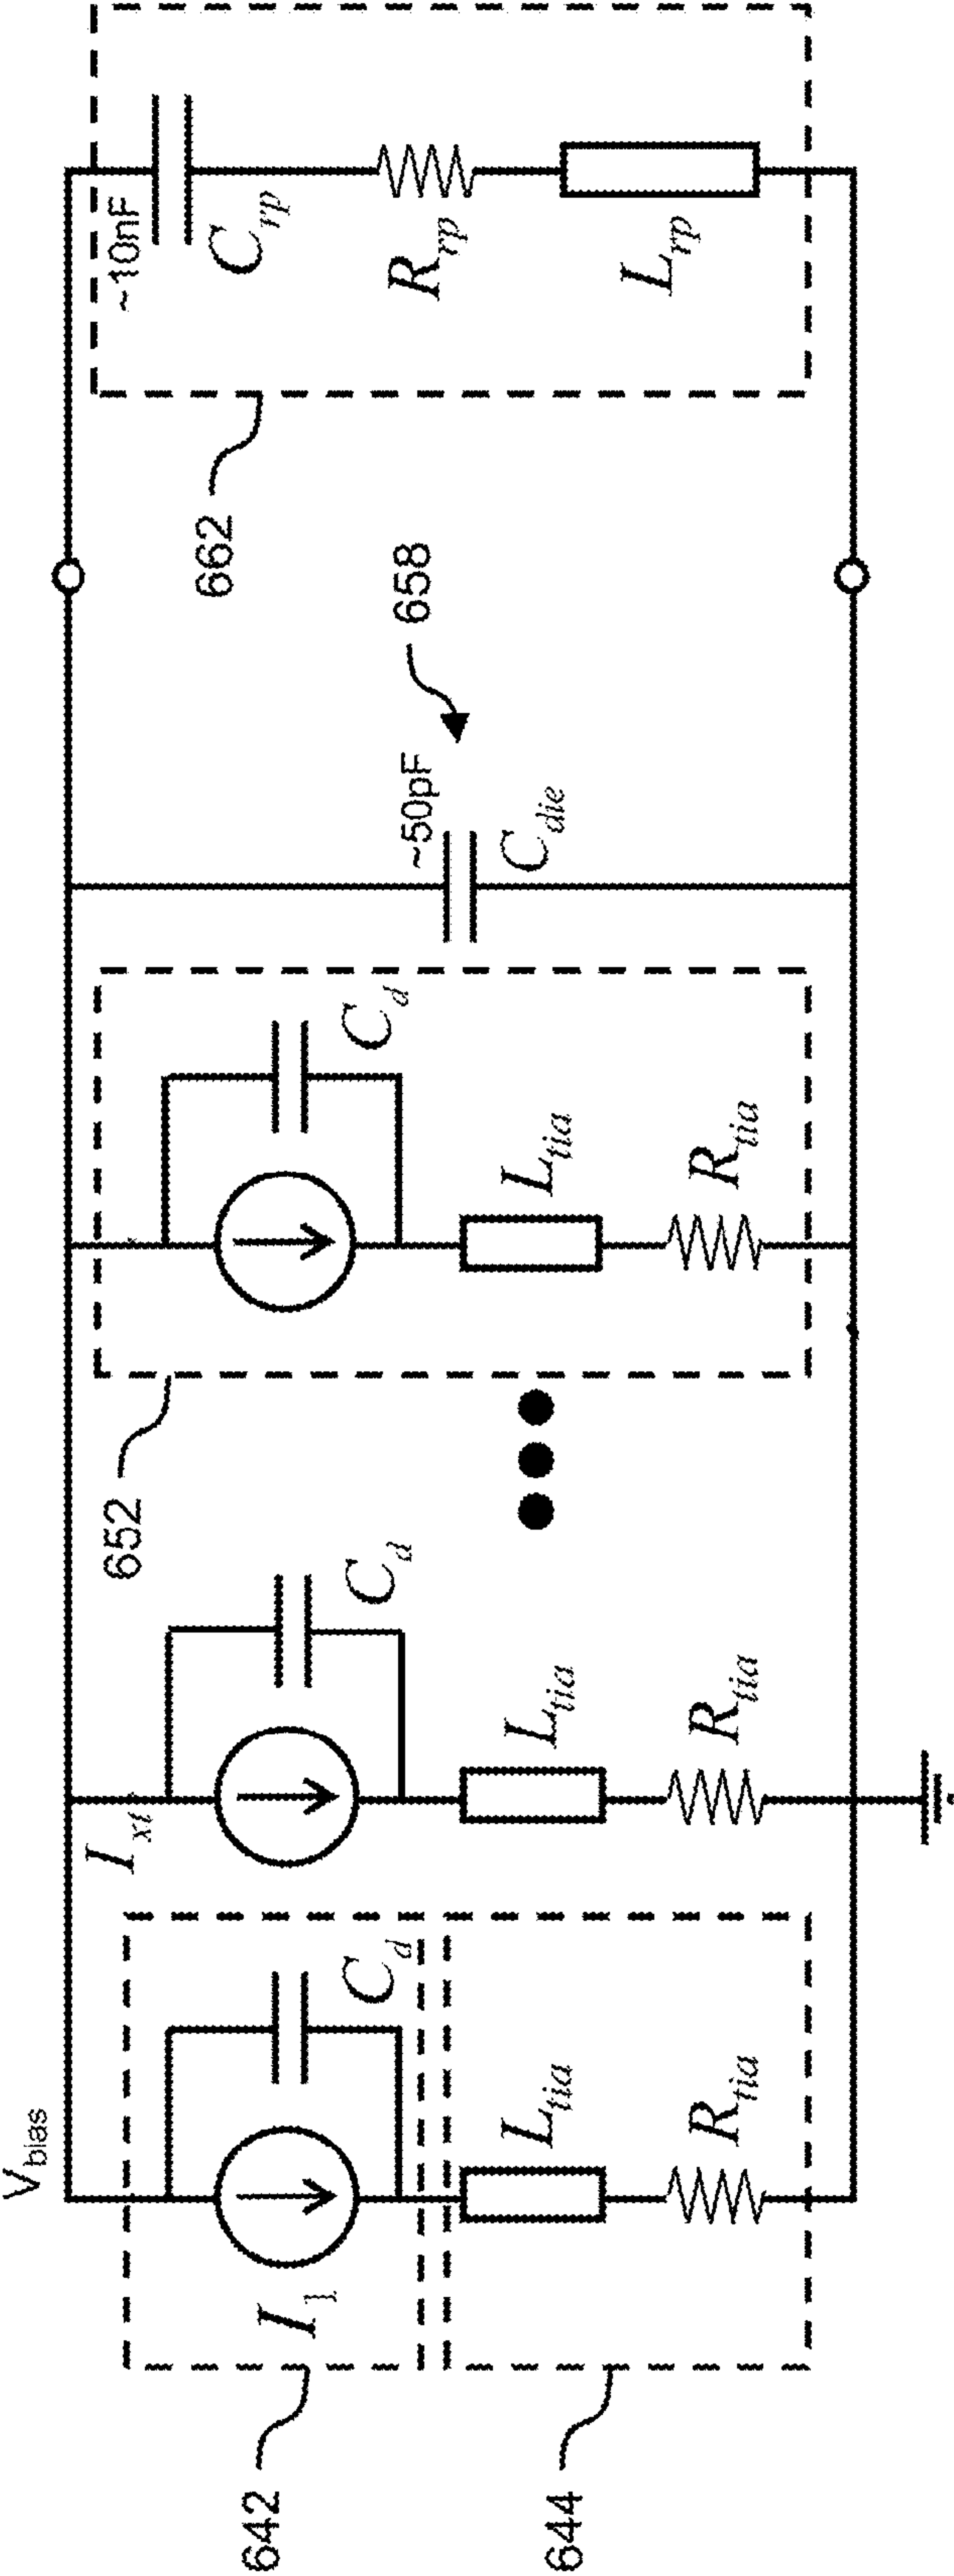 V_bias
642
I_1
C_d
644
L_tia
R_tia
I_xt
C_d
L_tia
R_tia
652
C_d
L_tia
R_tia
~50pF
C_die
658
662
~10nF
C_rp
R_rp
L_rp